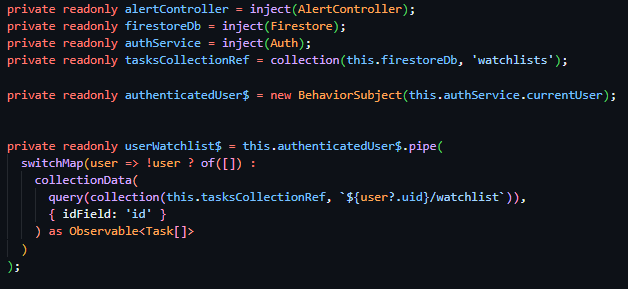 private readonly alertController = inject(AlertController);
private readonly firestoreDb = inject(Firestore);
private readonly authService = inject(Auth);
private readonly tasksCollectionRef = collection(this.firestoreDb, 'watchlists');
private readonly authenticatedUser$ = new BehaviorSubject(this.authService.currentUser);
private readonly userWatchlist$ = this.authenticatedUser$.pipe(
switchMap(user => !user ? of([]) :
collectionData(
query(collection(this.tasksCollectionRef, `${user?.uid}/watchlist`)),
{ idField: 'id' }
) as Observable<Task[]>
)
);